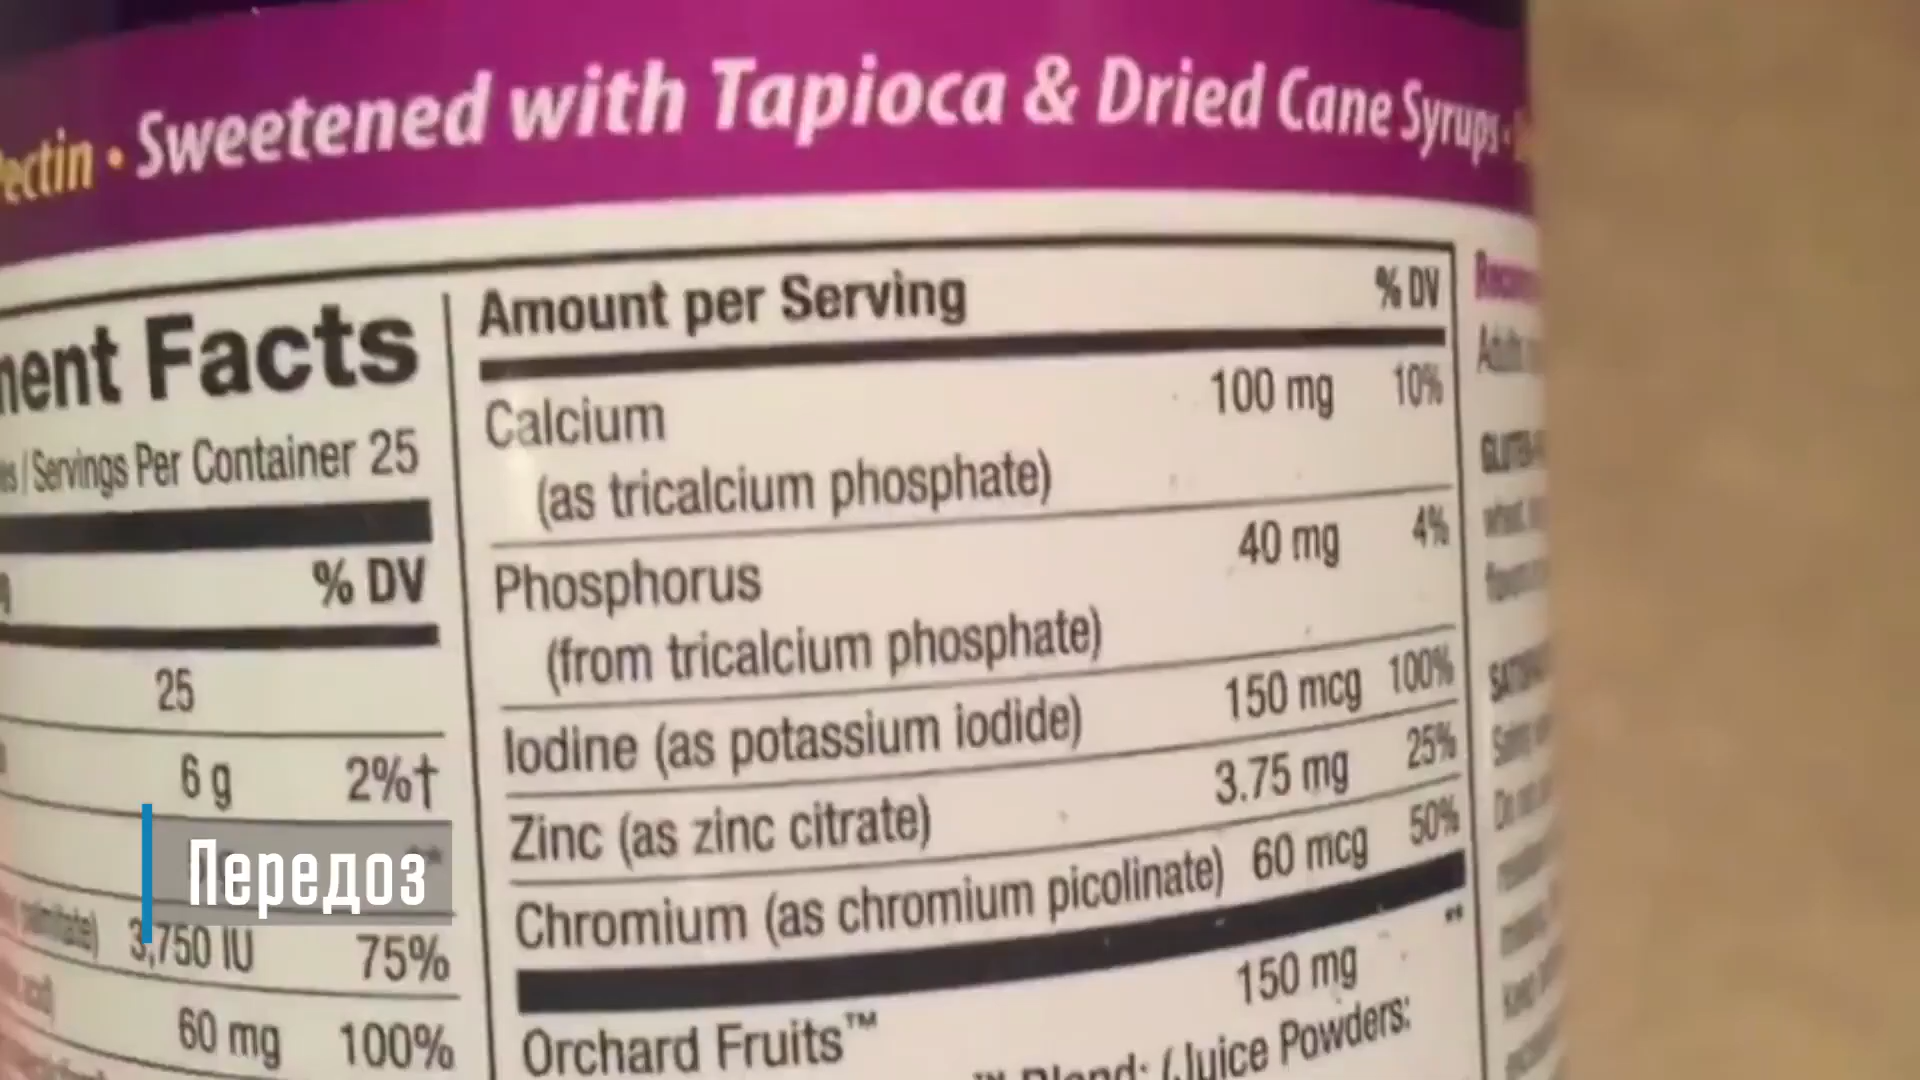 Sweetened with Tapioca & Dried Cane Syrups
Facts
Servings Per Container 25
% DV
25
6 g 2%†
3,750 IU 75%
60 mg 100%
Amount per Serving % DV
Calcium 100 mg 10%
(as tricalcium phosphate)
Phosphorus 40 mg 4%
(from tricalcium phosphate)
Iodine (as potassium iodide) 150 mcg 100%
Zinc (as zinc citrate) 3.75 mg 25%
Chromium (as chromium picolinate) 60 mcg 50%
Orchard Fruits™ 150 mg **
Blend: (Juice Powders:
Передоз